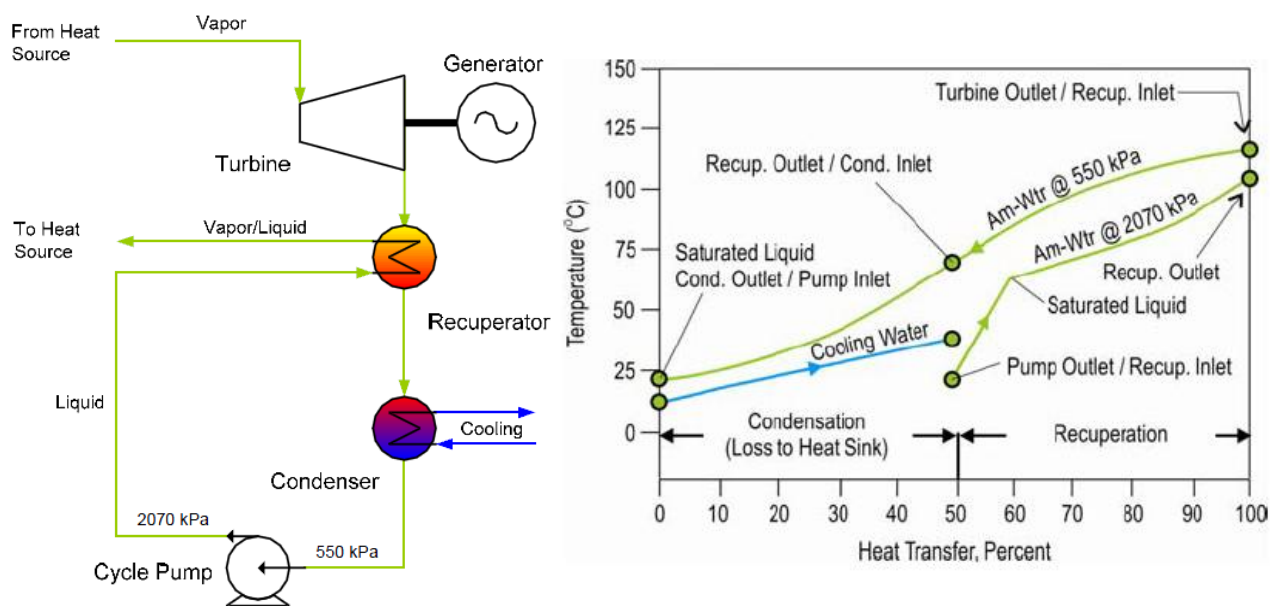 From Heat
Source
Vapor
Generator
Turbine
To Heat
Source
Vapor/Liquid
Recuperator
Liquid
Cooling
Condenser
2070 kPa
550 kPa
Cycle Pump
150
125
100
75
50
25
0
Temperature (°C)
Turbine Outlet / Recup. Inlet
Recup. Outlet / Cond. Inlet
Am-Wtr @ 550 kPa
Am-Wtr @ 2070 kPa
Saturated Liquid
Cond. Outlet / Pump Inlet
Recup. Outlet
Saturated Liquid
Cooling Water
Pump Outlet / Recup. Inlet
Condensation
(Loss to Heat Sink)
Recuperation
0 10 20 30 40 50 60 70 80 90 100
Heat Transfer, Percent